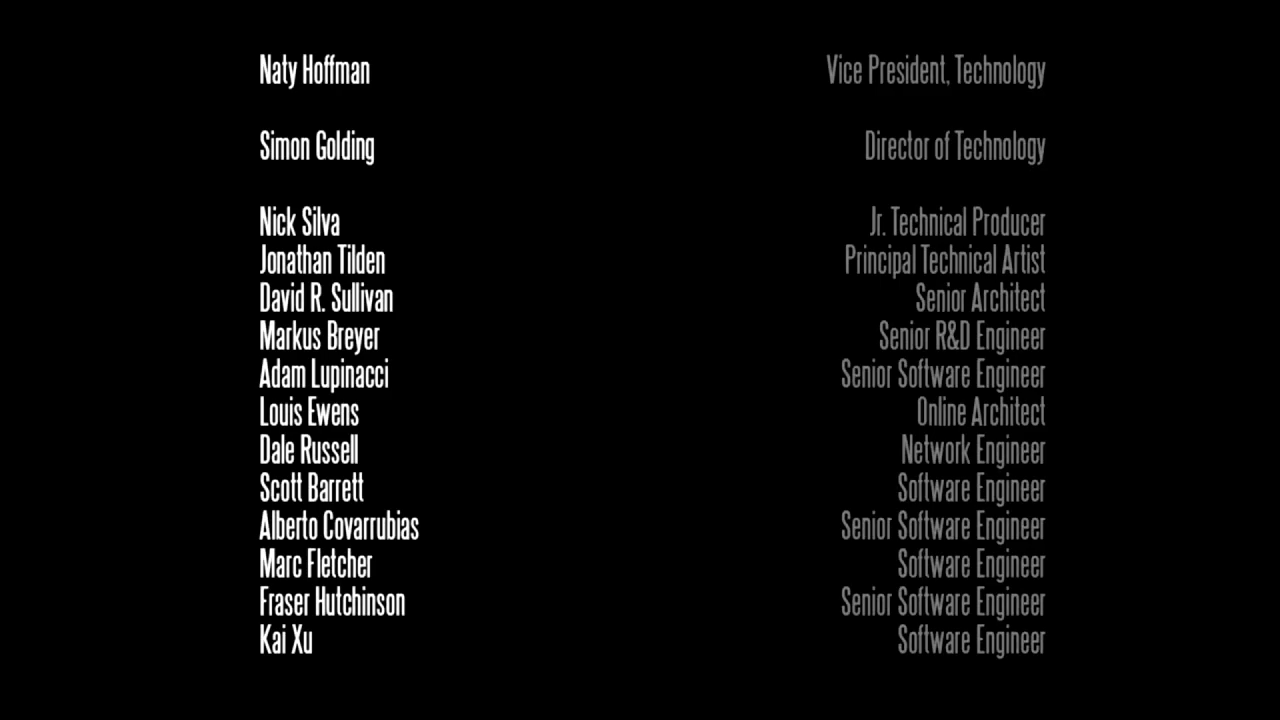 Naty Hoffman Vice President, Technology
Simon Golding Director of Technology
Nick Silva Jr. Technical Producer
Jonathan Tilden Principal Technical Artist
David R. Sullivan Senior Architect
Markus Breyer Senior R&D Engineer
Adam Lupinacci Senior Software Engineer
Louis Ewens Online Architect
Dale Russell Network Engineer
Scott Barrett Software Engineer
Alberto Covarrubias Senior Software Engineer
Marc Fletcher Software Engineer
Fraser Hutchinson Senior Software Engineer
Kai Xu Software Engineer